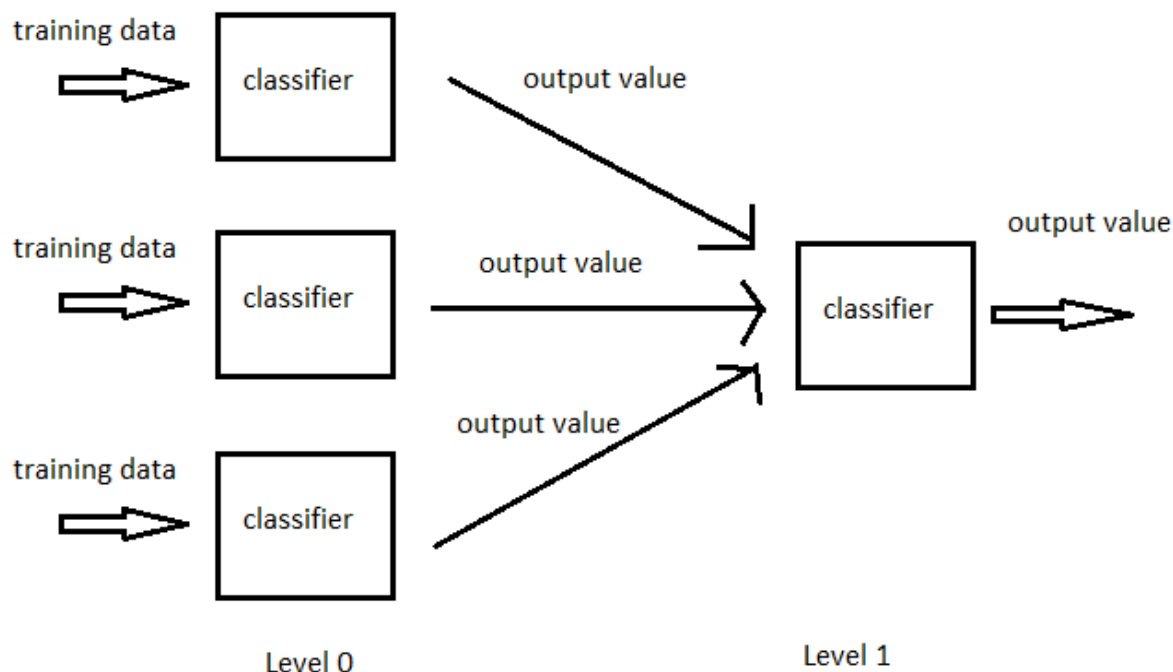 training data
classifier
output value
training data
classifier
output value
output value
classifier
output value
training data
classifier
Level 0
Level 1